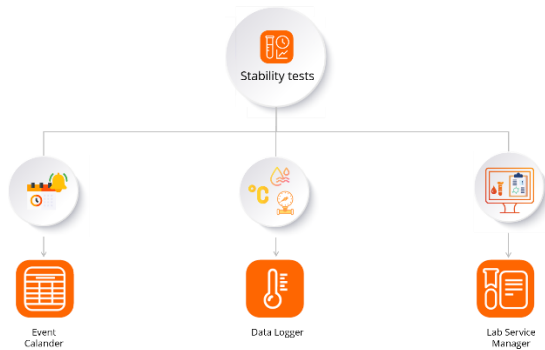 Stability tests
°C
Event
Calander
Data Logger
Lab Service
Manager